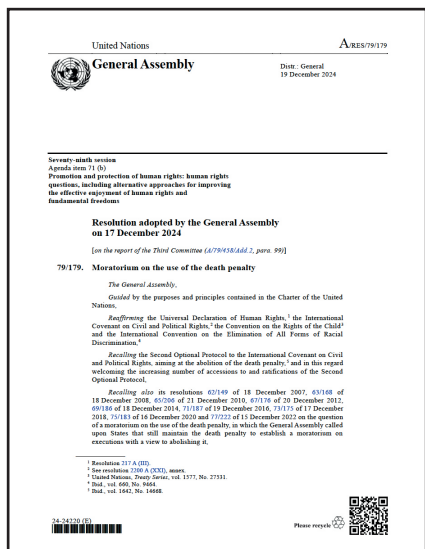 United Nations
A/RES/79/179
General Assembly
Distr.: General
19 December 2024
Seventy-ninth session
Agenda item 71 (b)
Promotion and protection of human rights: human rights
questions, including alternative approaches for improving
the effective enjoyment of human rights and
fundamental freedoms
Resolution adopted by the General Assembly
on 17 December 2024
[on the report of the Third Committee (A/79/458/Add.2, para. 99)]
79/179. Moratorium on the use of the death penalty
The General Assembly,
Guided by the purposes and principles contained in the Charter of the United
Nations,
Reaffirming the Universal Declaration of Human Rights,1 the International
Covenant on Civil and Political Rights,2 the Convention on the Rights of the Child3
and the International Convention on the Elimination of All Forms of Racial
Discrimination,4
Recalling the Second Optional Protocol to the International Covenant on Civil
and Political Rights, aiming at the abolition of the death penalty,5 and in this regard
welcoming the increasing number of accessions to and ratifications of the Second
Optional Protocol,
Recalling also its resolutions 62/149 of 18 December 2007, 63/168 of
18 December 2008, 65/206 of 21 December 2010, 67/176 of 20 December 2012,
69/186 of 18 December 2014, 71/187 of 19 December 2016, 73/175 of 17 December
2018, 75/183 of 16 December 2020 and 77/222 of 15 December 2022 on the question
of a moratorium on the use of the death penalty, in which the General Assembly called
upon States that still maintain the death penalty to establish a moratorium on
executions with a view to abolishing it,
1 Resolution 217 A (III).
2 See resolution 2200 A (XXI), annex.
3 United Nations, Treaty Series, vol. 1577, No. 27531.
4 Ibid., vol. 660, No. 9464.
5 Ibid., vol. 1642, No. 14668.
24-24220 (E)
Please recycle